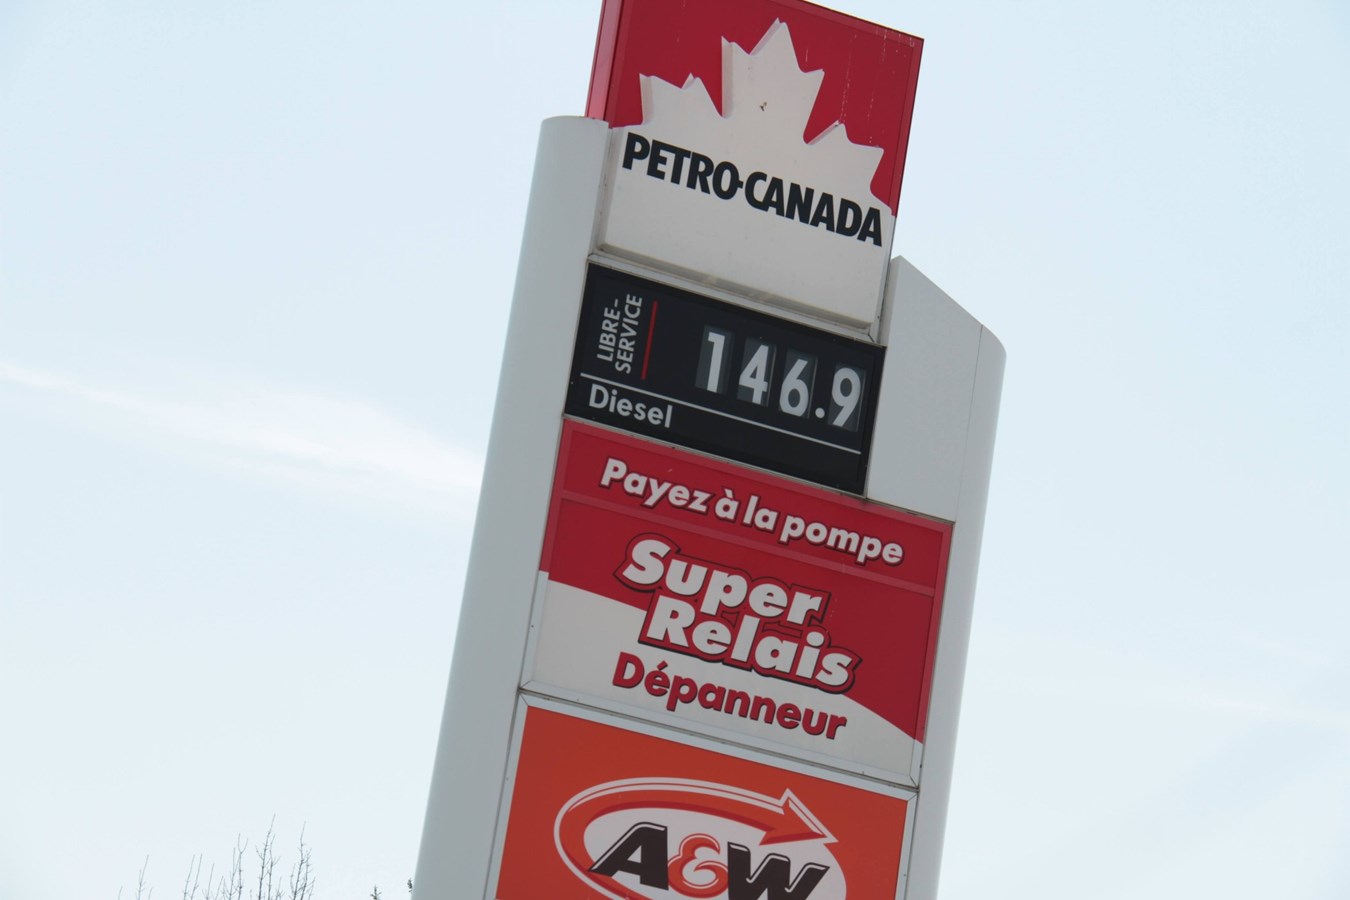 PETRO-CANADA
LIBRE-
SERVICE
146.9
Diesel
Payez à la pompe
Super
Relais
Dépanneur
A&W